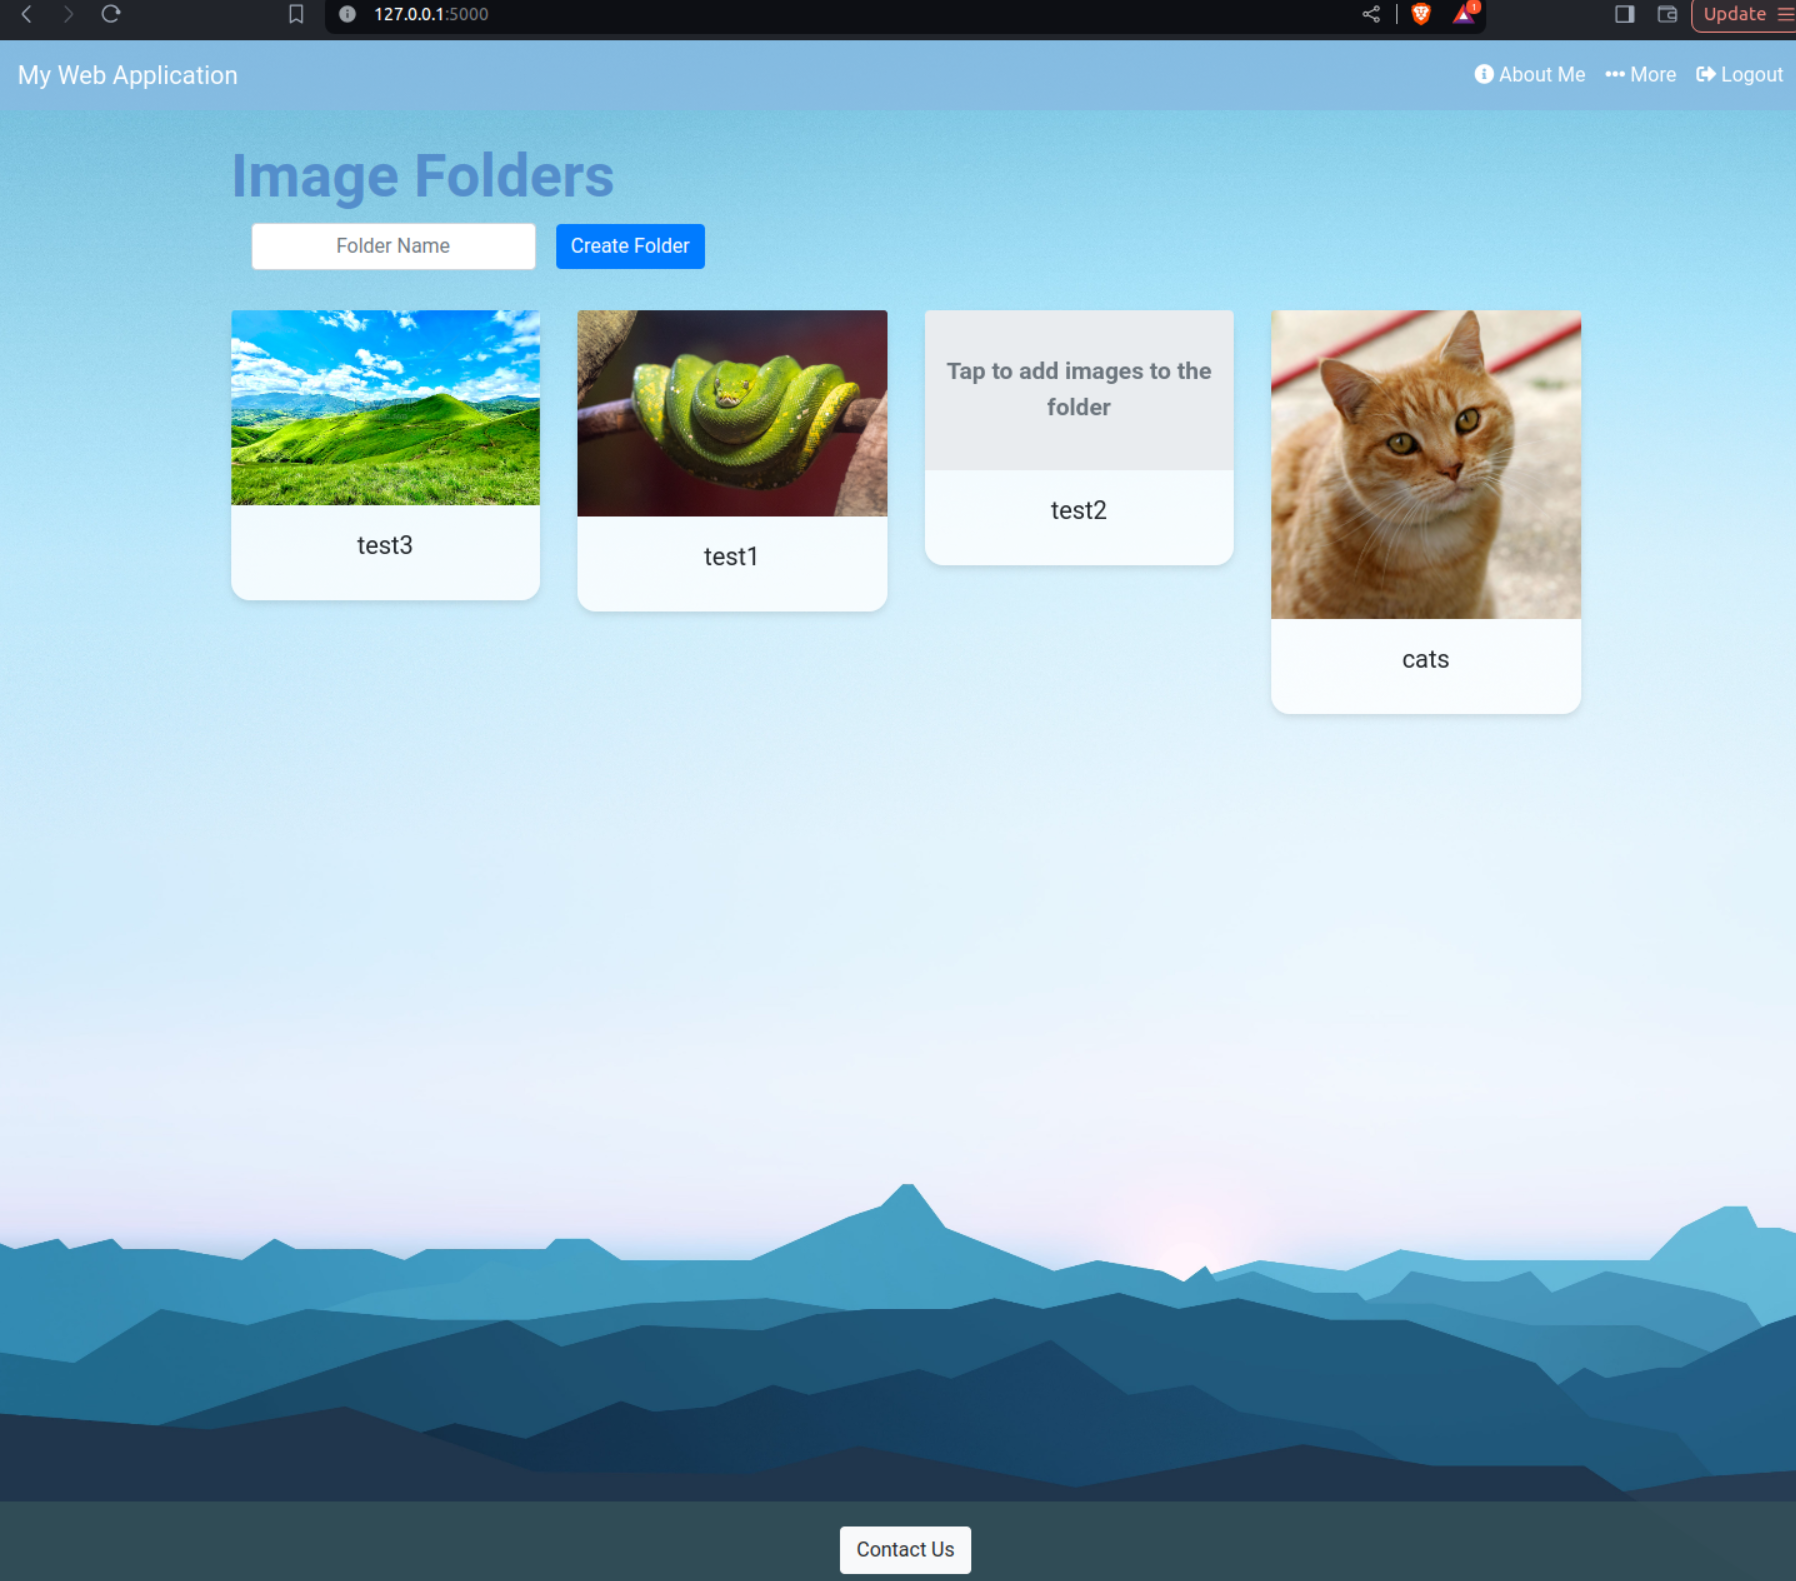 127.0.0.1:5000
1
Update
My Web Application
About Me
More
Logout
Image Folders
Folder Name
Create Folder
Tap to add images to the
folder
test3
test1
test2
cats
Contact Us